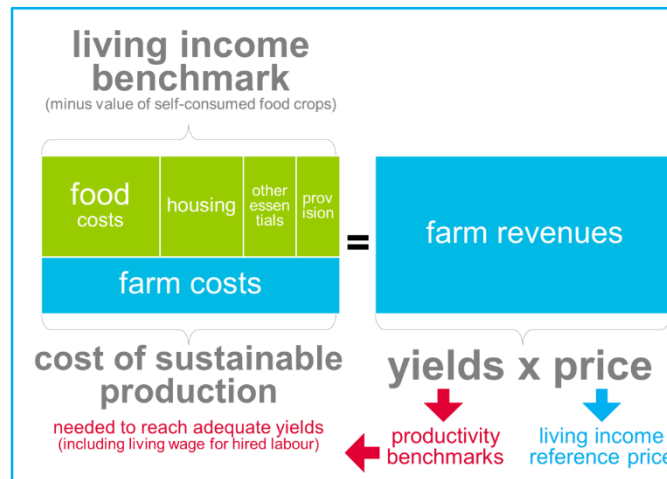 living income
benchmark
(minus value of self-consumed food crops)
food
costs
housing
other
essen
tials
prov
ision
farm costs
=
farm revenues
cost of sustainable
production
needed to reach adequate yields
(including living wage for hired labour)
yields x price
productivity
benchmarks
living income
reference price